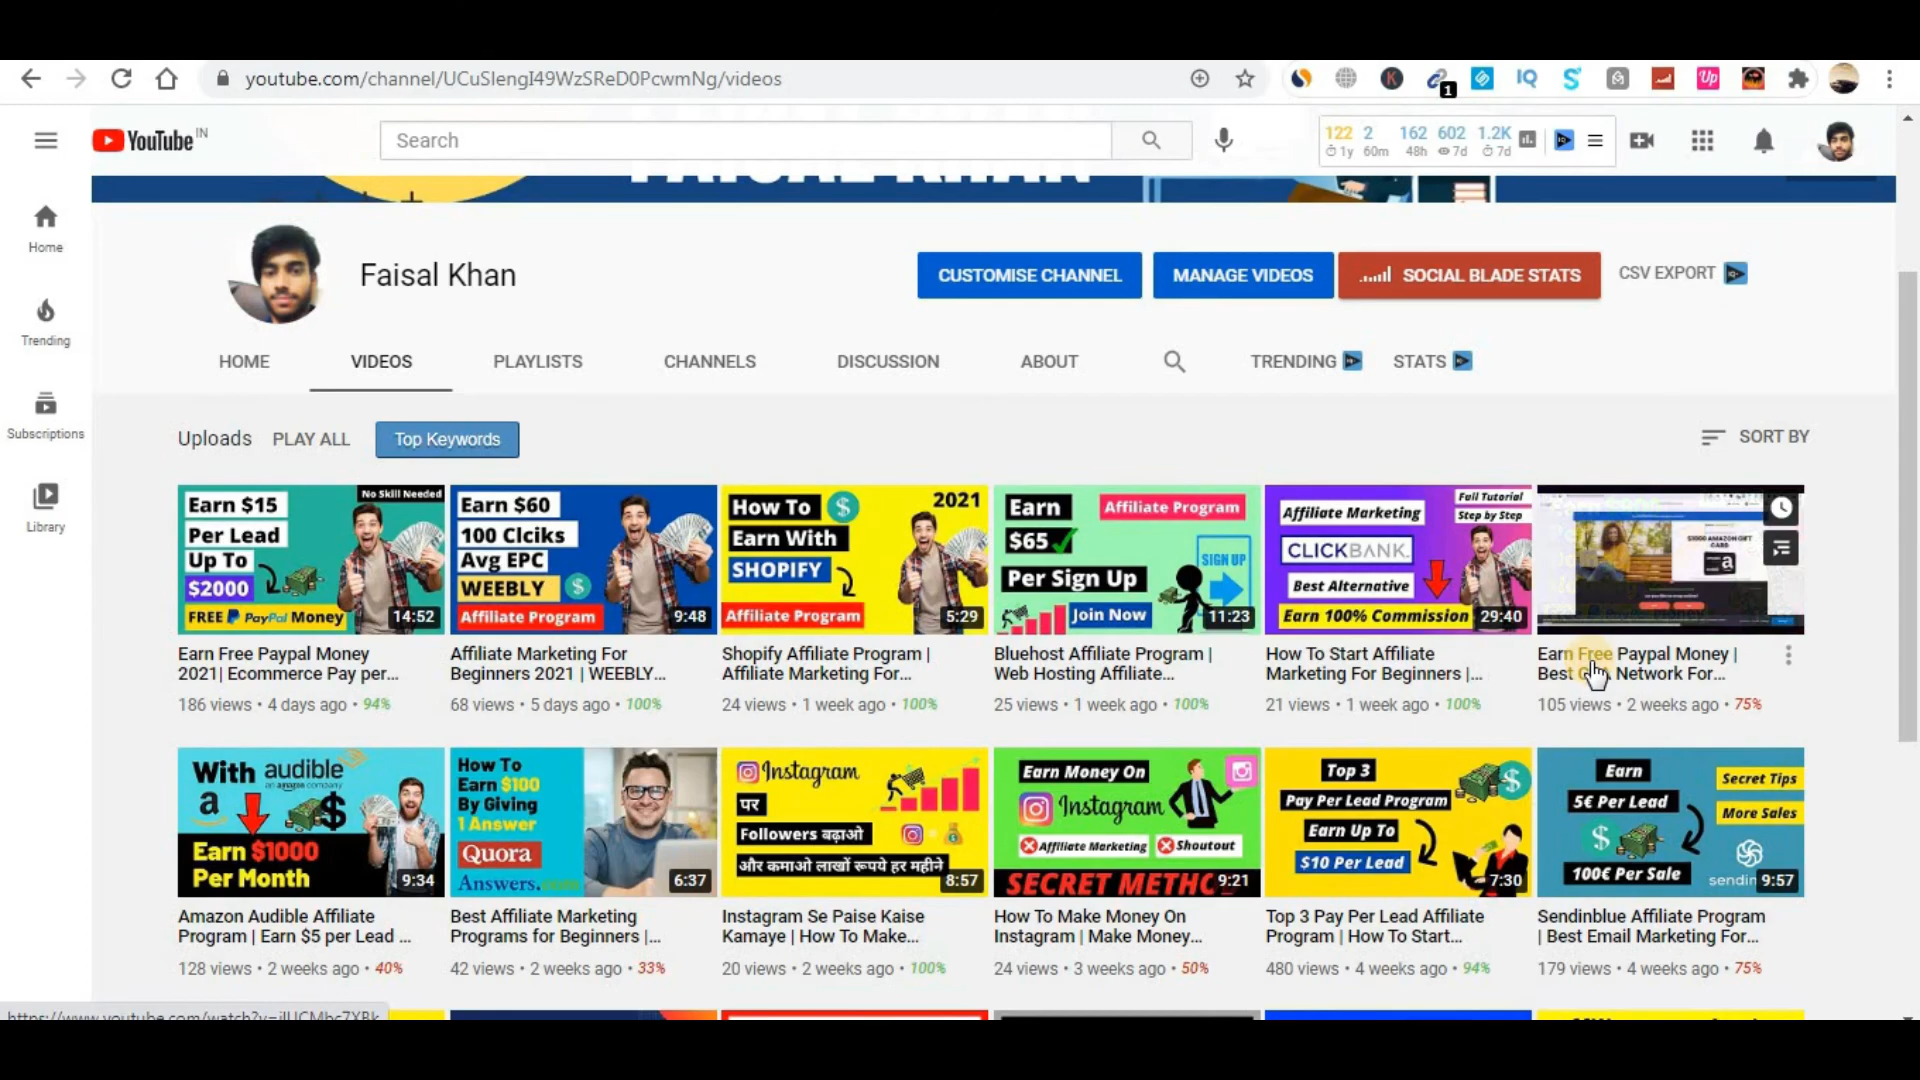 youtube.com/channel/UCuSlengI49WzSReD0PcwmNg/videos
IQ
Up
1
YouTube IN
Search
122 2 162 602 1.2K
1y 60m 48h 7d 7d
Home
Trending
Subscriptions
Library
FAISAL KHAN
Faisal Khan
CUSTOMISE CHANNEL
MANAGE VIDEOS
SOCIAL BLADE STATS
CSV EXPORT
HOME VIDEOS PLAYLISTS CHANNELS DISCUSSION ABOUT TRENDING STATS
Uploads PLAY ALL Top Keywords
SORT BY
No Skill Needed
Earn $15
Per Lead
Up To
$2000
FREE PayPal Money
14:52
Earn Free Paypal Money
2021| Ecommerce Pay per...
186 views • 4 days ago • 94%
Earn $60
100 Clciks
Avg EPC
WEEBLY
Affiliate Program
9:48
Affiliate Marketing For
Beginners 2021 | WEEBLY...
68 views • 5 days ago • 100%
How To
2021
Earn With
SHOPIFY
Affiliate Program
5:29
Shopify Affiliate Program |
Affiliate Marketing For...
24 views • 1 week ago • 100%
Earn
Affiliate Program
$65
SIGN UP
Per Sign Up
Join Now
11:23
Bluehost Affiliate Program |
Web Hosting Affiliate...
25 views • 1 week ago • 100%
Full Tutorial
Step by Step
Affiliate Marketing
CLICKBANK.
Best Alternative
Earn 100% Commission
29:40
How To Start Affiliate
Marketing For Beginners |...
21 views • 1 week ago • 100%
$1000 AMAZON GIFT
CARD
Earn Free Paypal Money |
Best Network For...
105 views • 2 weeks ago • 75%
With audible
an amazon company
Earn $1000
Per Month
9:34
Amazon Audible Affiliate
Program | Earn $5 per Lead ...
128 views • 2 weeks ago • 40%
How To
Earn $100
By Giving
1 Answer
Quora
Answers.
6:37
Best Affiliate Marketing
Programs for Beginners |...
42 views • 2 weeks ago • 33%
Instagram
पर
Followers बढ़ाओ
और कमाओ लाखों रूपये हर महीने
8:57
Instagram Se Paise Kaise
Kamaye | How To Make...
20 views • 2 weeks ago • 100%
Earn Money On
Instagram
Affiliate Marketing
Shoutout
SECRET METHO
9:21
How To Make Money On
Instagram | Make Money...
24 views • 3 weeks ago • 50%
Top 3
Pay Per Lead Program
Earn Up To
$10 Per Lead
7:30
Top 3 Pay Per Lead Affiliate
Program | How To Start...
480 views • 4 weeks ago • 94%
Earn
Secret Tips
5€ Per Lead
More Sales
100€ Per Sale
sendin
9:57
Sendinblue Affiliate Program
| Best Email Marketing For...
179 views • 4 weeks ago • 75%